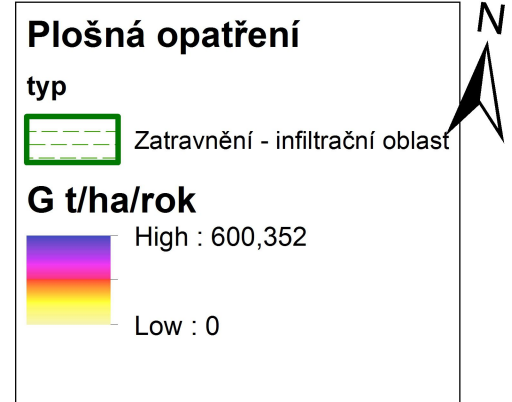 Plošná opatření
N
typ
Zatravnění - infiltrační oblast
G t/ha/rok
High : 600,352
Low : 0